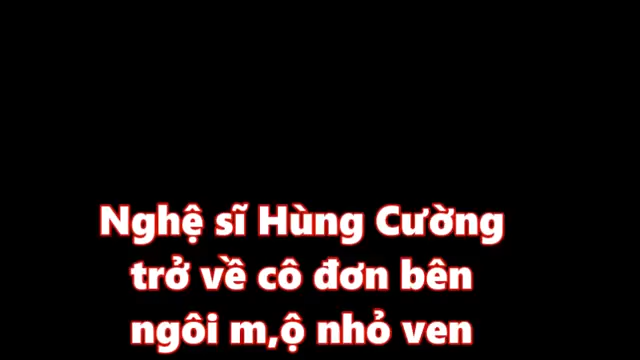 Nghệ sĩ Hùng Cường
trở về cô đơn bên
ngôi m,ộ nhỏ ven